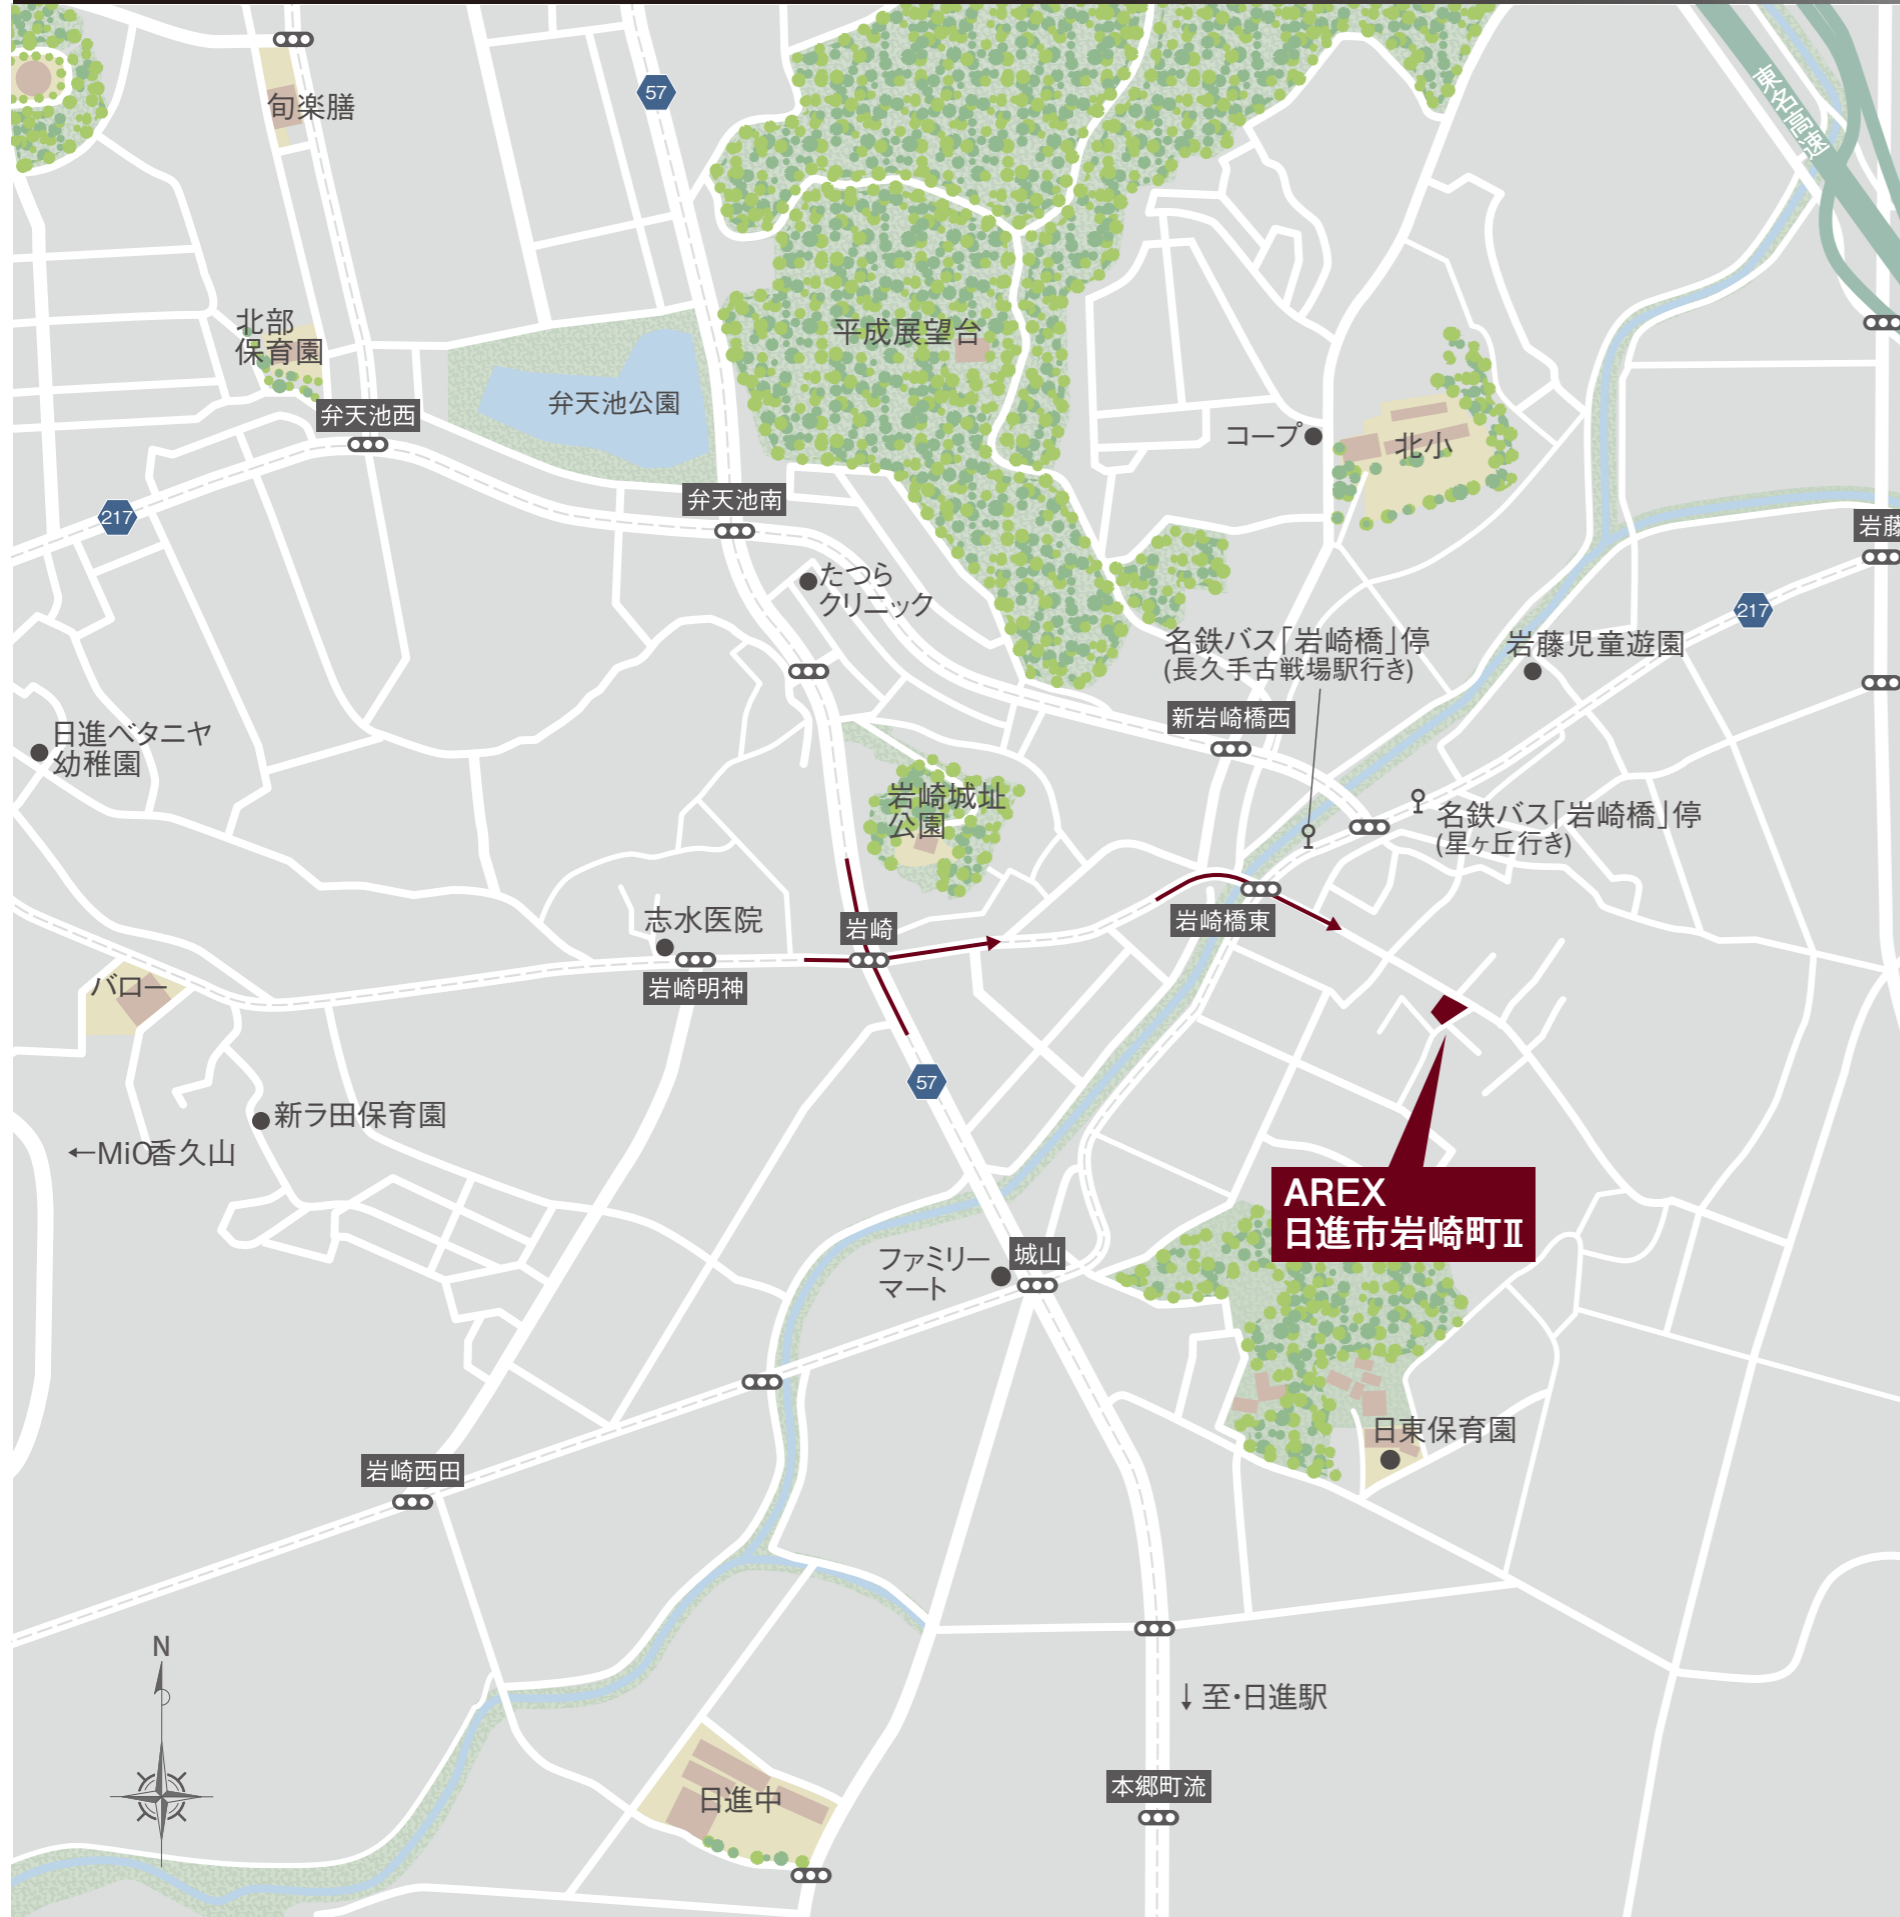 東名高速
57
旬楽膳
北部
保育園
平成展望台
弁天池公園
弁天池西
コープ
北小
弁天池南
217
岩藤
たつら
クリニック
217
名鉄バス「岩崎橋」停
(長久手古戦場駅行き)
岩藤児童遊園
新岩崎橋西
日進ベタニヤ
幼稚園
岩崎城址
公園
名鉄バス「岩崎橋」停
(星ヶ丘行き)
志水医院
岩崎
岩崎橋東
バロー
岩崎明神
57
新ラ田保育園
←MiO香久山
AREX
日進市岩崎町Ⅱ
ファミリー
マート
城山
日東保育園
岩崎西田
N
↓至・日進駅
本郷町流
日進中